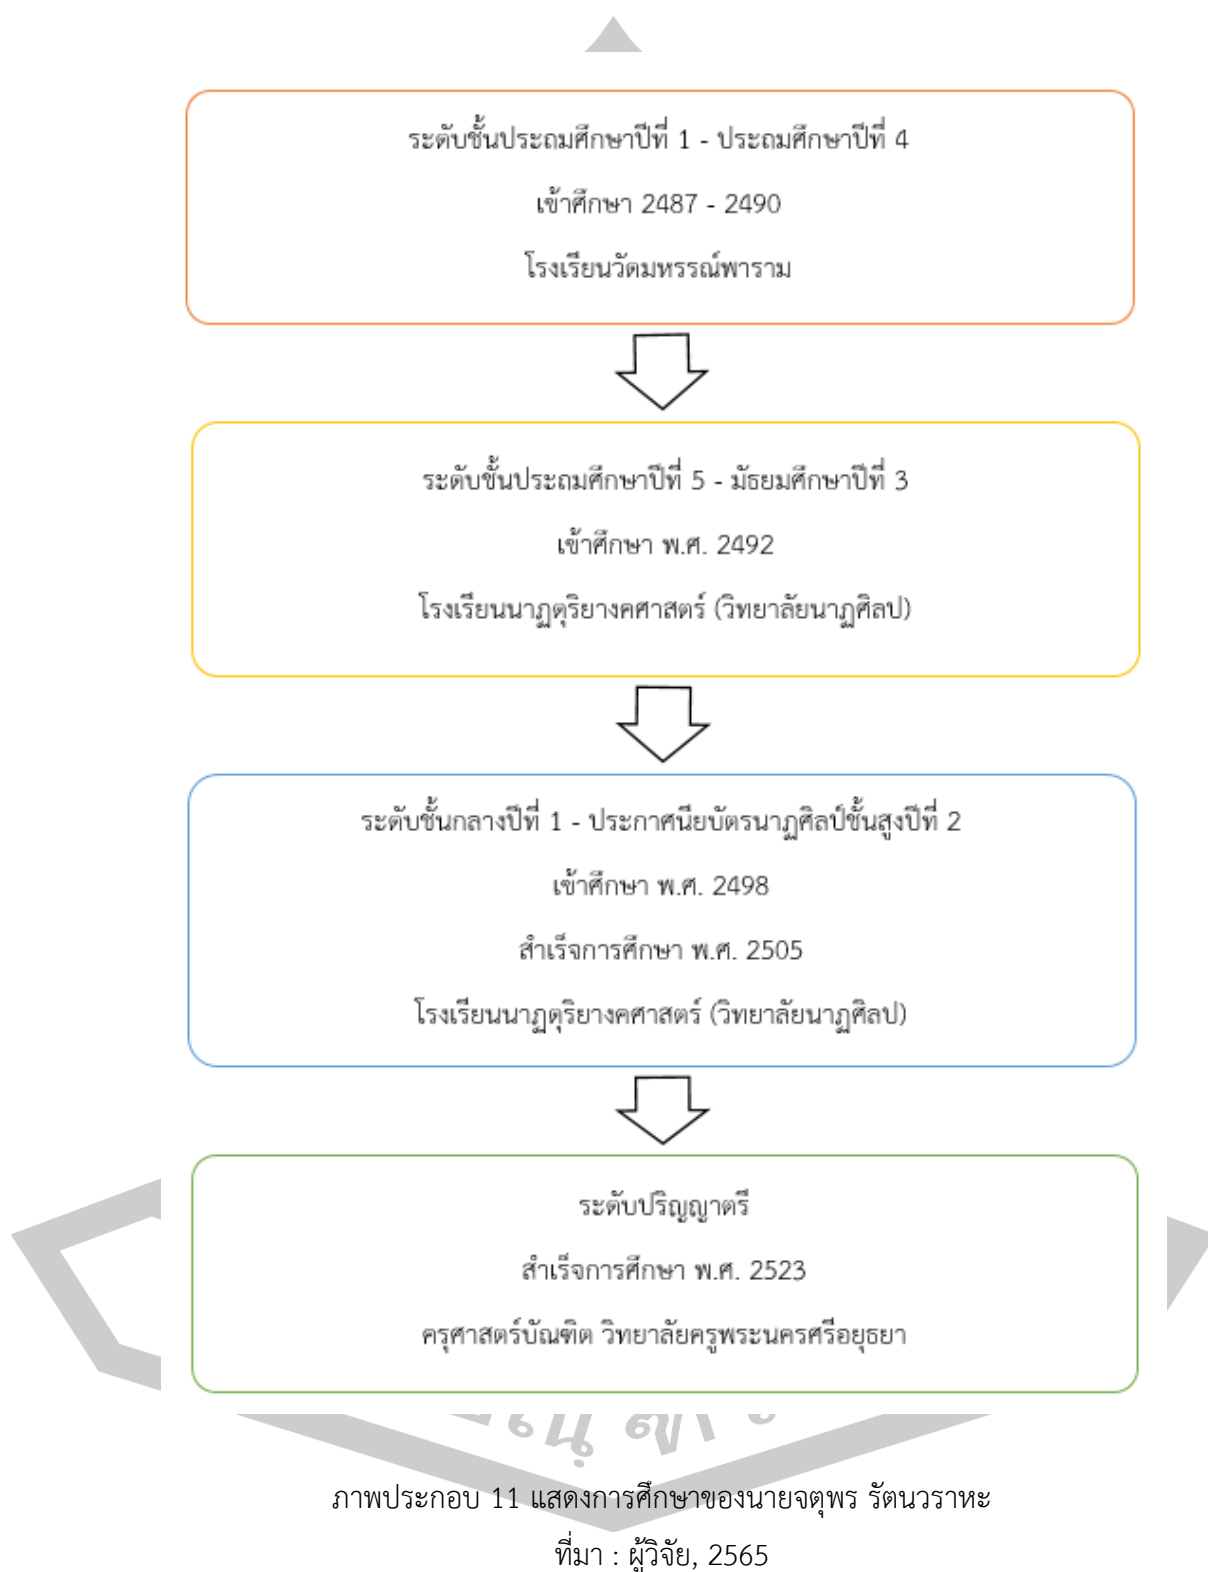 ระดับชั้นประถมศึกษาปีที่ 1 - ประถมศึกษาปีที่ 4
เข้าศึกษา 2487 - 2490
โรงเรียนวัดมหรรณ์พาราม
ระดับชั้นประถมศึกษาปีที่ 5 - มัธยมศึกษาปีที่ 3
เข้าศึกษา พ.ศ. 2492
โรงเรียนนาฏดุริยางคศาสตร์ (วิทยาลัยนาฏศิลป)
ระดับชั้นกลางปีที่ 1 - ประกาศนียบัตรนาฏศิลป์ชั้นสูงปีที่ 2
เข้าศึกษา พ.ศ. 2498
สำเร็จการศึกษา พ.ศ. 2505
โรงเรียนนาฏดุริยางคศาสตร์ (วิทยาลัยนาฏศิลป)
ระดับปริญญาตรี
สำเร็จการศึกษา พ.ศ. 2523
ครุศาสตร์บัณฑิต วิทยาลัยครูพระนครศรีอยุธยา
ภาพประกอบ 11 แสดงการศึกษาของนายจตุพร รัตนวราหะ
ที่มา : ผู้วิจัย, 2565